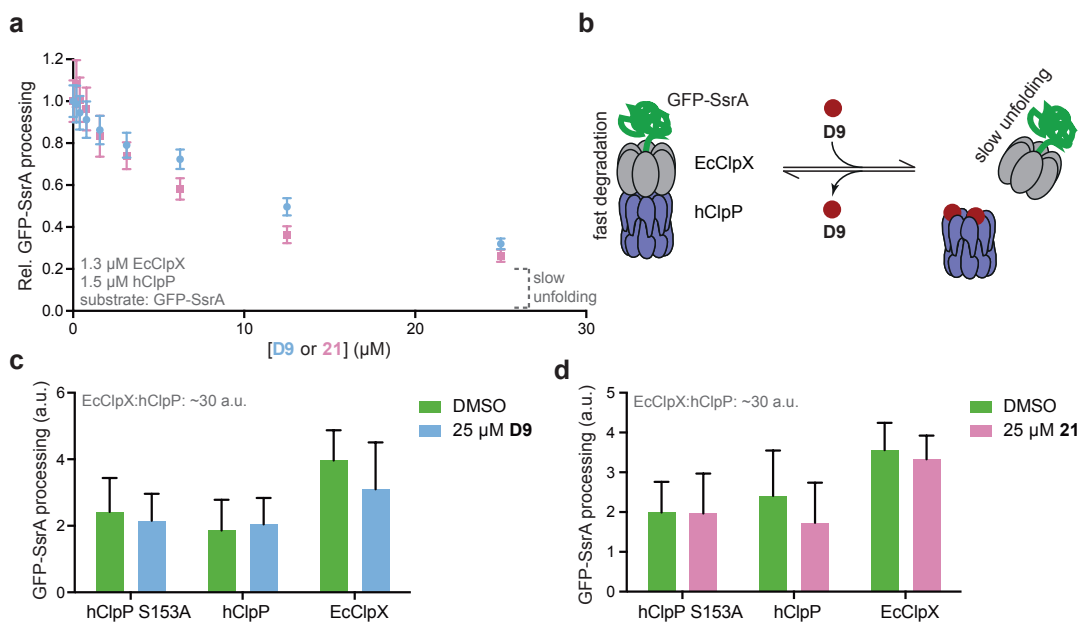 a
Rel. GFP-SsrA processing
1.2
1.0
0.8
0.6
0.4
0.2
0.0
1.3 µM EcClpX
1.5 µM hClpP
substrate: GFP-SsrA
slow
unfolding
0
10
20
30
[D9 or 21] (µM)
b
fast degradation
GFP-SsrA
EcClpX
hClpP
D9
D9
slow unfolding
c
GFP-SsrA processing (a.u.)
6
4
2
0
EcClpX:hClpP: ~30 a.u.
DMSO
25 µM D9
hClpP S153A
hClpP
EcClpX
d
GFP-SsrA processing (a.u.)
5
4
3
2
1
0
EcClpX:hClpP: ~30 a.u.
DMSO
25 µM 21
hClpP S153A
hClpP
EcClpX